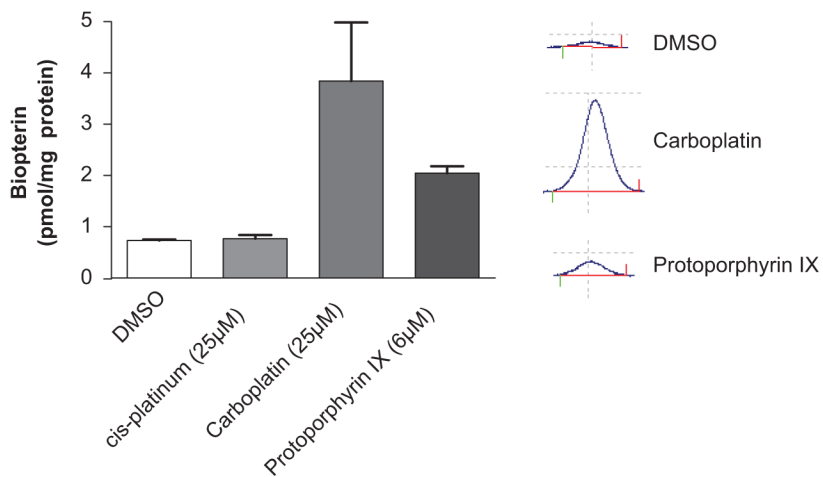 Biopterin
(pmol/mg protein)
5
4
3
2
1
0
DMSO
cis-platinum (25µM)
Carboplatin (25µM)
Protoporphyrin IX (6µM)
DMSO
Carboplatin
Protoporphyrin IX